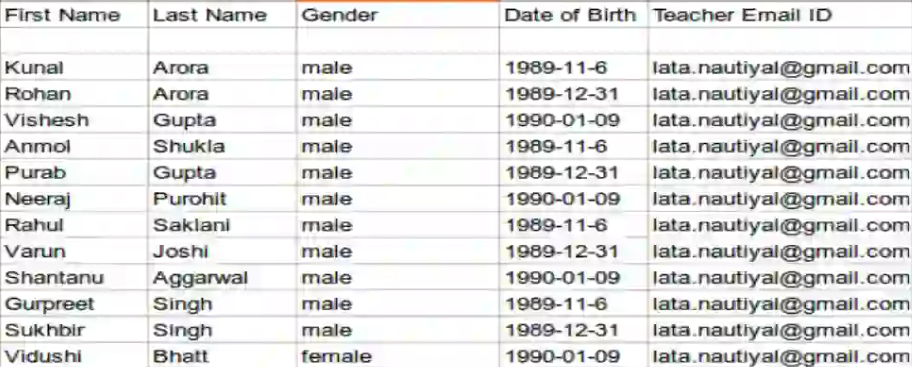 First Name Last Name Gender Date of Birth Teacher Email ID
Kunal Arora male 1989-11-6 lata.nautiyal@gmail.com
Rohan Arora male 1989-12-31 lata.nautiyal@gmail.com
Vishesh Gupta male 1990-01-09 lata.nautiyal@gmail.com
Anmol Shukla male 1989-11-6 lata.nautiyal@gmail.com
Purab Gupta male 1989-12-31 lata.nautiyal@gmail.com
Neeraj Purohit male 1990-01-09 lata.nautiyal@gmail.com
Rahul Saklani male 1989-11-6 lata.nautiyal@gmail.com
Varun Joshi male 1989-12-31 lata.nautiyal@gmail.com
Shantanu Aggarwal male 1990-01-09 lata.nautiyal@gmail.com
Gurpreet Singh male 1989-11-6 lata.nautiyal@gmail.com
Sukhbir Singh male 1989-12-31 lata.nautiyal@gmail.com
Vidushi Bhatt female 1990-01-09 lata.nautiyal@gmail.com